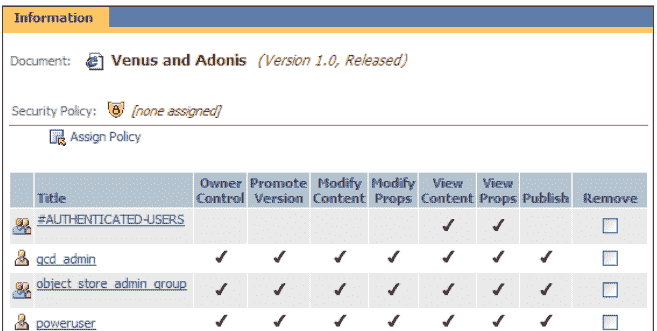 Information
Document: Venus and Adonis (Version 1.0, Released)
Security Policy: [none assigned]
Assign Policy
Title Owner Control Promote Version Modify Content Modify Props View Content View Props Publish Remove
#AUTHENTICATED-USERS ✓ ✓
gcd_admin ✓ ✓ ✓ ✓ ✓ ✓ ✓
object_store_admin_group ✓ ✓ ✓ ✓ ✓ ✓ ✓
poweruser ✓ ✓ ✓ ✓ ✓ ✓ ✓